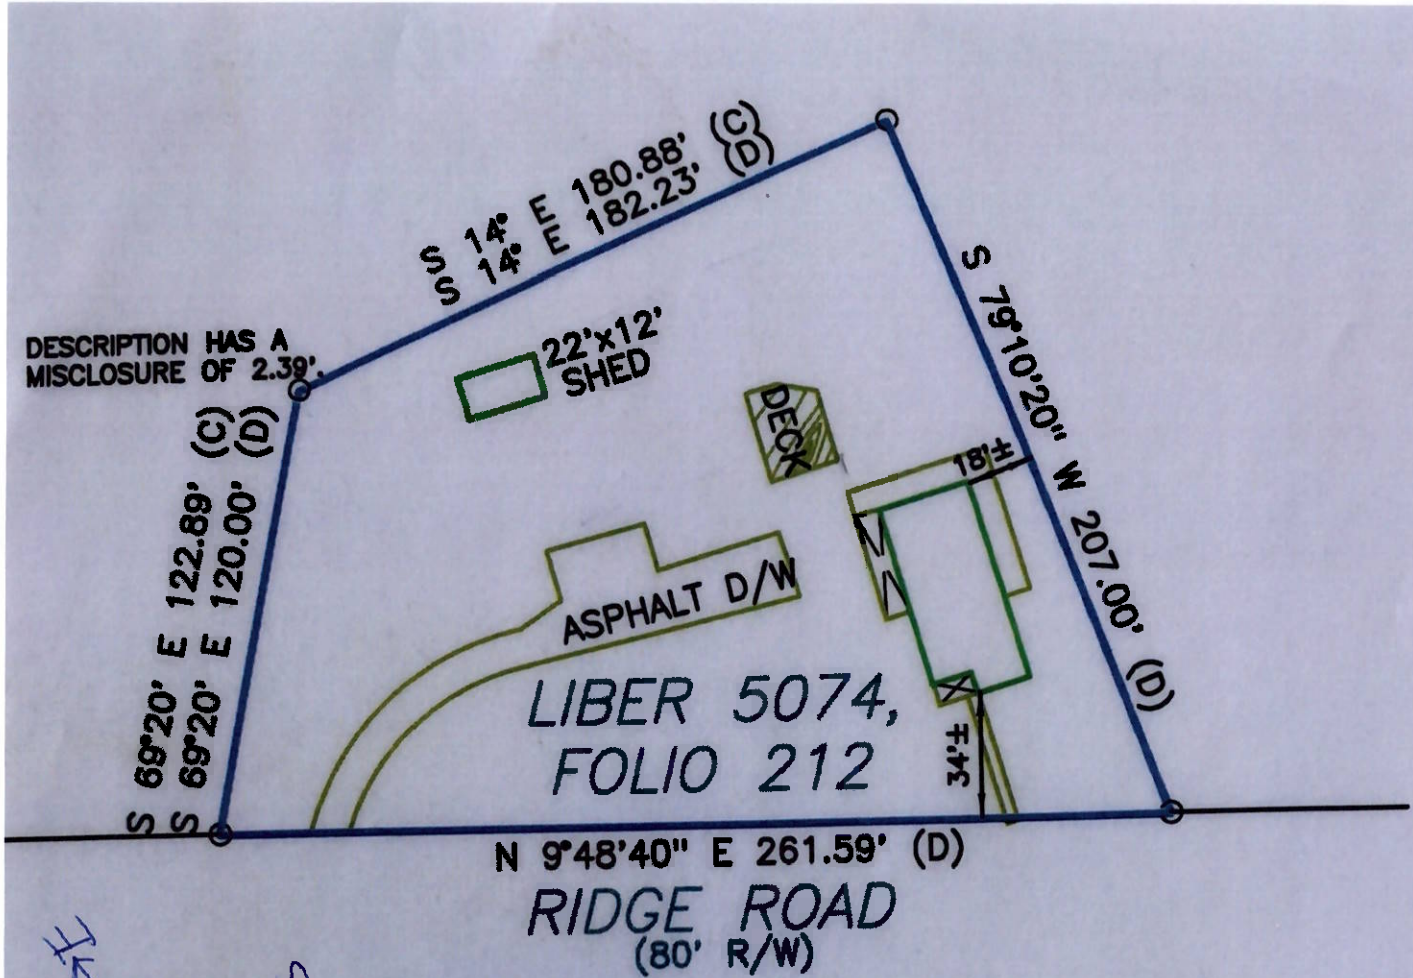 S 14° E 180.88' (C)
S 14° E 182.23' (D)
DESCRIPTION HAS A
MISCLOSURE OF 2.39'.
22'x12'
SHED
DECK
S 79°10'20" W 207.00' (D)
18'±
S 69°20' E 122.89' (C)
S 69°20' E 120.00' (D)
ASPHALT D/W
LIBER 5074,
FOLIO 212
34'±
N 9°48'40" E 261.59' (D)
RIDGE ROAD
(80' R/W)